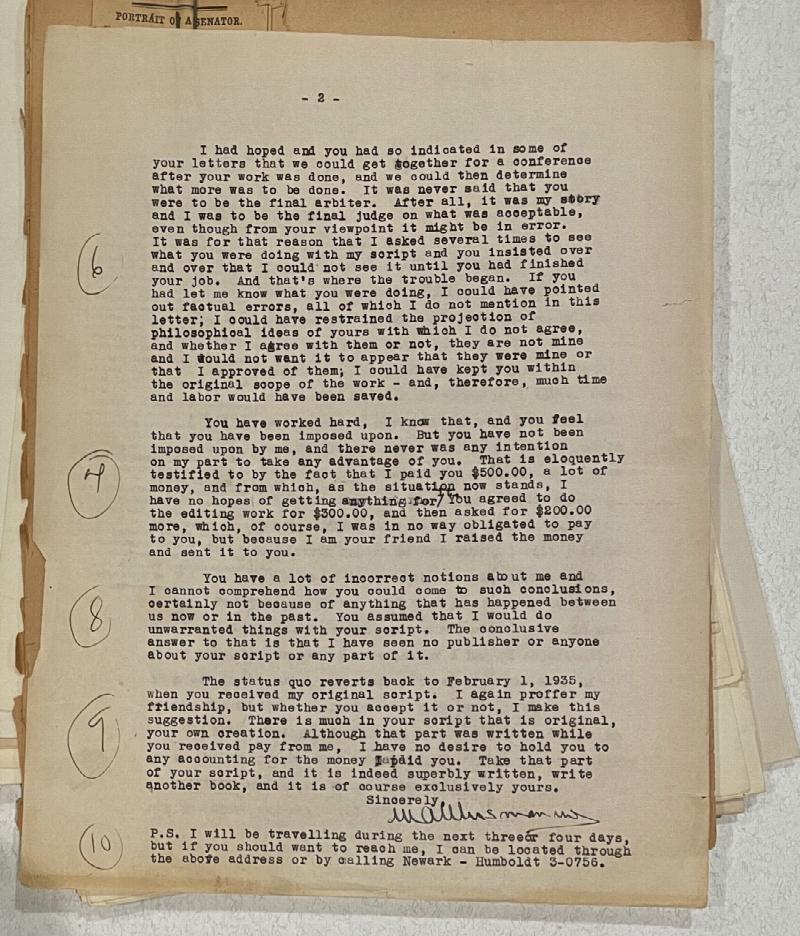 PORTRAIT OF A SENATOR.
- 2 -
I had hoped and you had so indicated in some of
your letters that we could get together for a conference
after your work was done, and we could then determine
what more was to be done. It was never said that you
were to be the final arbiter. After all, it was my story
and I was to be the final judge on what was acceptable,
even though from your viewpoint it might be in error.
It was for that reason that I asked several times to see
what you were doing with my script and you insisted over
and over that I could not see it until you had finished
your job. And that's where the trouble began. If you
had let me know what you were doing, I could have pointed
out factual errors, all of which I do not mention in this
letter; I could have restrained the projection of
philosophical ideas of yours with which I do not agree,
and whether I agree with them or not, they are not mine
and I would not want it to appear that they were mine or
that I approved of them; I could have kept you within
the original scope of the work - and, therefore, much time
and labor would have been saved.
6
You have worked hard, I know that, and you feel
that you have been imposed upon. But you have not been
imposed upon by me, and there never was any intention
on my part to take any advantage of you. That is eloquently
testified to by the fact that I paid you $500.00, a lot of
money, and from which, as the situation now stands, I
have no hopes of getting anything for/ You agreed to do
the editing work for $300.00, and then asked for $200.00
more, which, of course, I was in no way obligated to pay
to you, but because I am your friend I raised the money
and sent it to you.
7
You have a lot of incorrect notions about me and
I cannot comprehend how you could come to such conclusions,
certainly not because of anything that has happened between
us now or in the past. You assumed that I would do
unwarranted things with your script. The conclusive
answer to that is that I have seen no publisher or anyone
about your script or any part of it.
8
The status quo reverts back to February 1, 1935,
when you received my original script. I again proffer my
friendship, but whether you accept it or not, I make this
suggestion. There is much in your script that is original,
your own creation. Although that part was written while
you received pay from me, I have no desire to hold you to
any accounting for the money I paid you. Take that part
of your script, and it is indeed superbly written, write
another book, and it is of course exclusively yours.
9
Sincerely,
P.S. I will be travelling during the next threeor four days,
but if you should want to reach me, I can be located through
the above address or by calling Newark - Humboldt 3-0756.
10